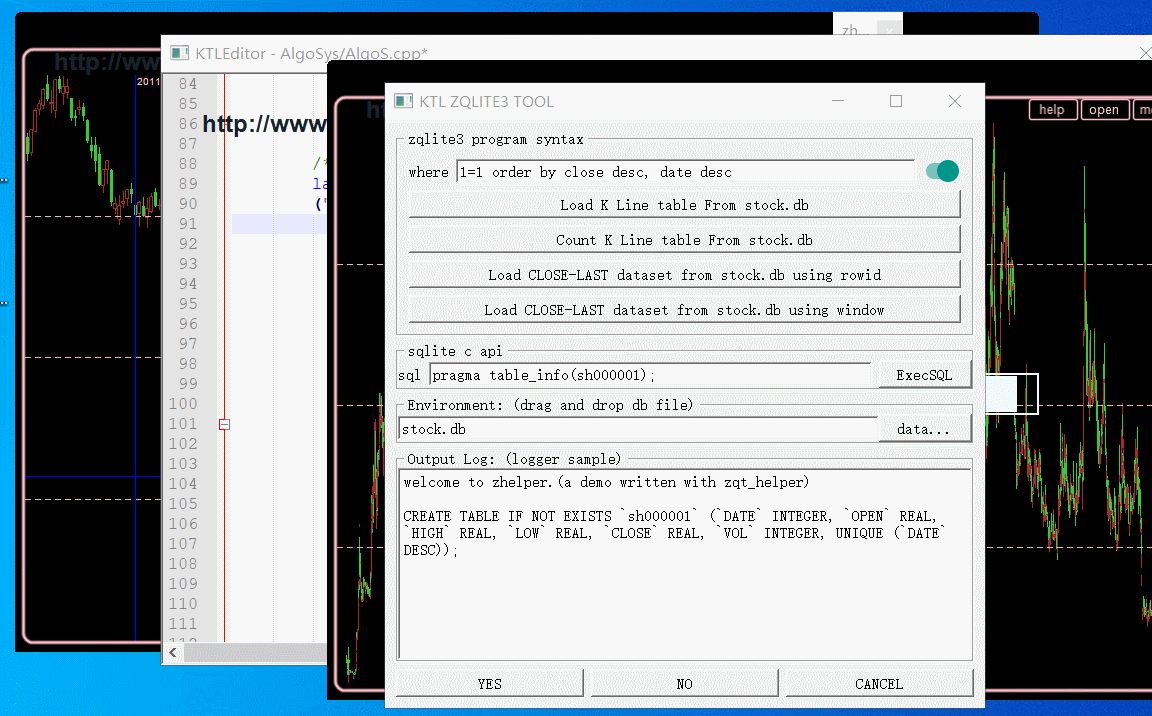 zh...
http://www
2011
KTLEditor - AlgoSys/AlgoS.cpp*
84
85
86
http://www
87
88
/*
89
la
90
("
91
92
93
94
95
96
97
98
99
100
101
102
103
104
105
106
107
108
109
110
111
help
open
KTL ZQLITE3 TOOL
zqlite3 program syntax
where 1=1 order by close desc, date desc
Load K Line table From stock.db
Count K Line table From stock.db
Load CLOSE-LAST dataset from stock.db using rowid
Load CLOSE-LAST dataset from stock.db using window
sqlite c api
sql pragma table_info(sh000001); ExecSQL
Environment: (drag and drop db file)
stock.db data...
Output Log: (logger sample)
welcome to zhelper.(a demo written with zqt_helper)
CREATE TABLE IF NOT EXISTS `sh000001` (`DATE` INTEGER, `OPEN` REAL,
`HIGH` REAL, `LOW` REAL, `CLOSE` REAL, `VOL` INTEGER, UNIQUE (`DATE`
DESC));
YES NO CANCEL